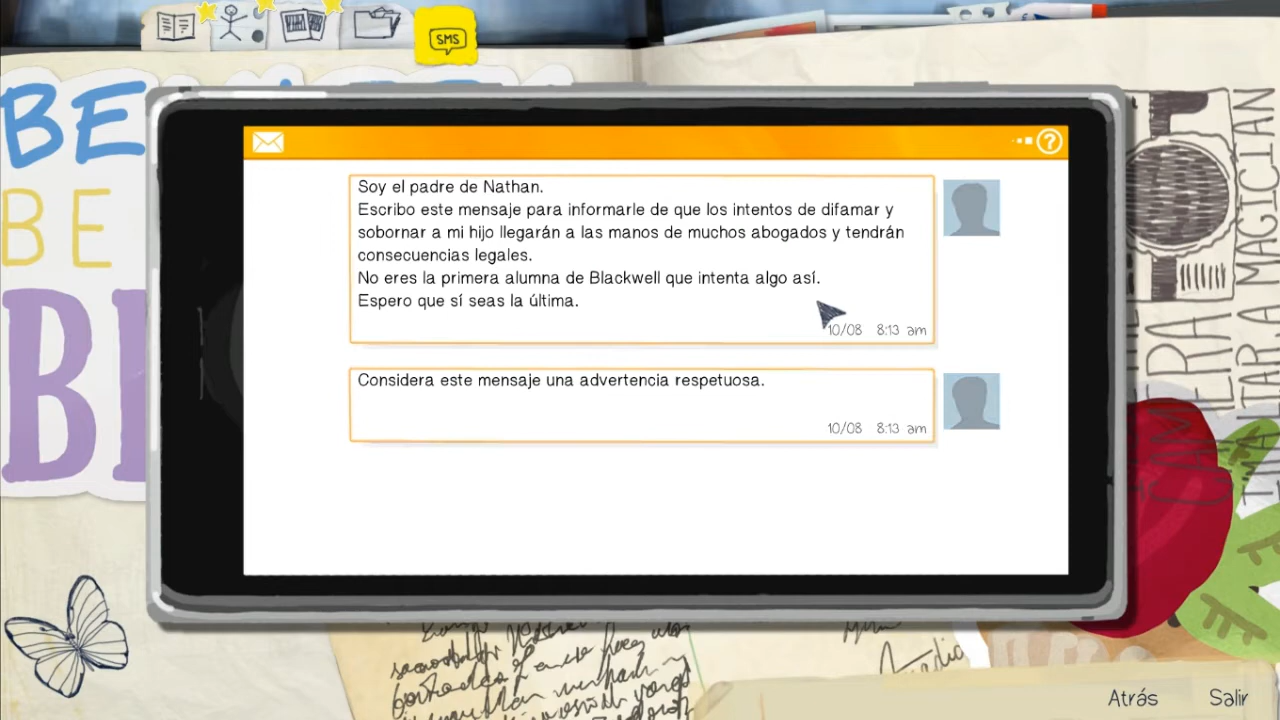 SMS
BE
BE
Soy el padre de Nathan.
Escribo este mensaje para informarle de que los intentos de difamar y
sobornar a mi hijo llegarán a las manos de muchos abogados y tendrán
consecuencias legales.
No eres la primera alumna de Blackwell que intenta algo así.
Espero que sí seas la última.
10/08 8:13 am
Considera este mensaje una advertencia respetuosa.
10/08 8:13 am
MAGICIAN
CAMERA
Atrás
Salir